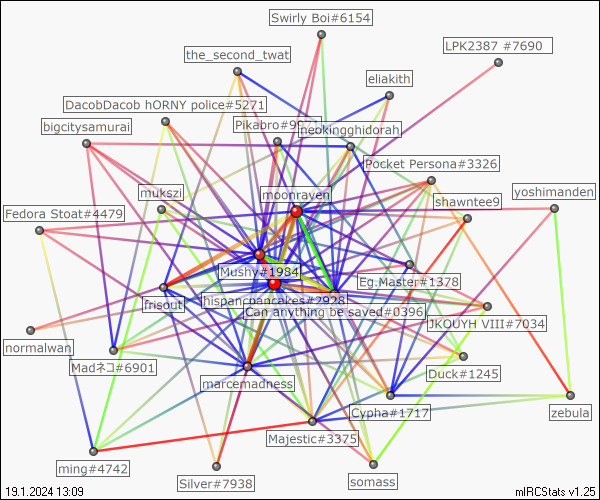 Swirly Boi#6154
LPK2387 #7690
the_second_twat
eliakith
DacobDacob hORNY police#5271
bigcitysamurai
neokingghidorah
Pocket Persona#3326
mukszi
moonraven
yoshimanden
shawntee9
Fedora Stoat#4479
Mushy#1984
Eg.Master#1378
frisout
hispancpancakes#2928
Can anything be saved#0396
JKOUYH VIII#7034
normalwan
Madネコ#6901
Duck#1245
marcemadness
Cypha#1717
zebula
Majestic#3375
ming#4742
Silver#7938
somass
19.1.2024 13:09
mIRCStats v1.25